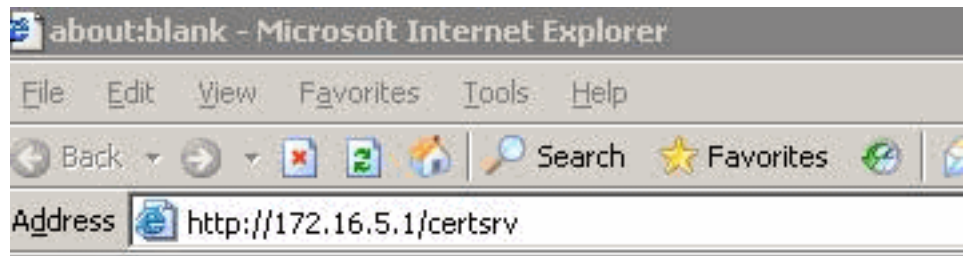 about:blank - Microsoft Internet Explorer
File Edit View Favorites Tools Help
Back Search Favorites
Address http://172.16.5.1/certsrv